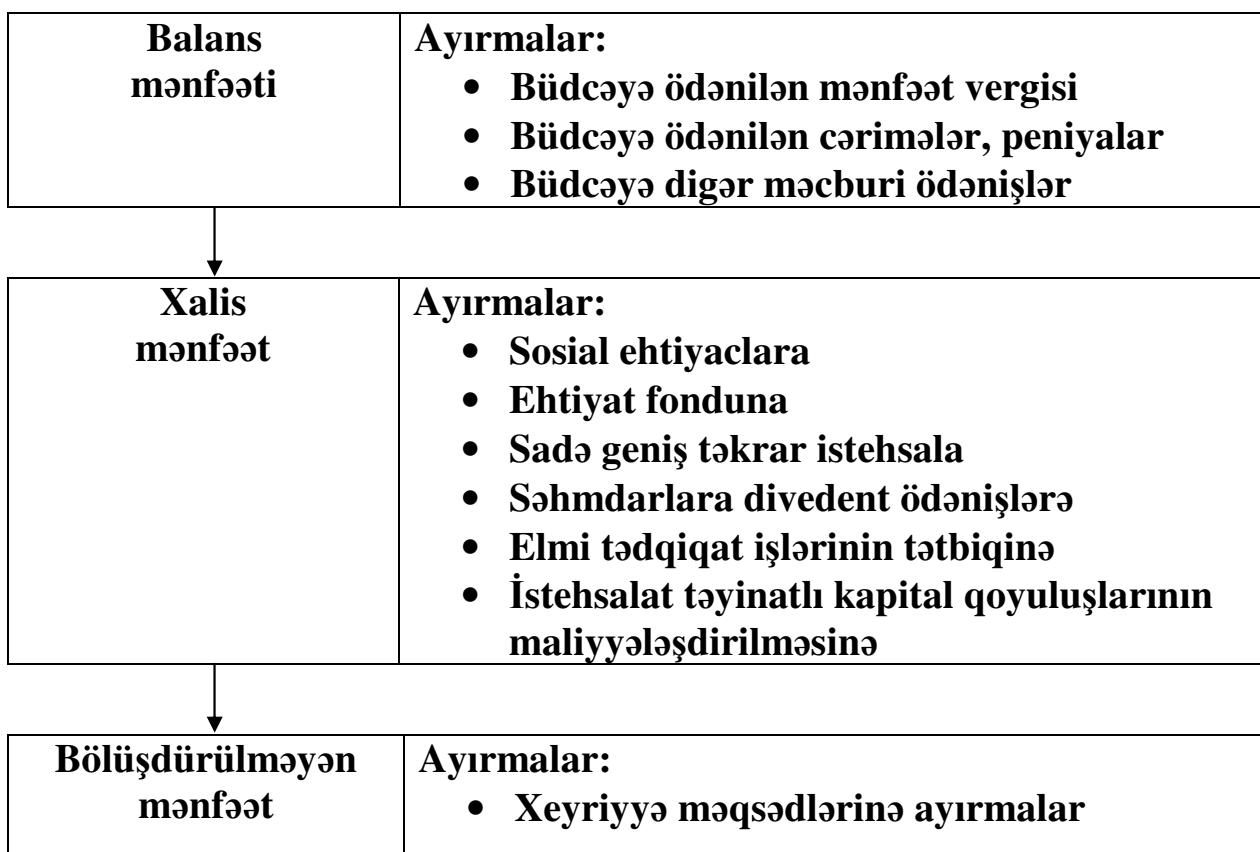 Balans
mənfəəti
Ayırmalar:
• Büdcəyə ödənilən mənfəət vergisi
• Büdcəyə ödənilən cərimələr, peniyalar
• Büdcəyə digər məcburi ödənişlər
Xalis
mənfəət
Ayırmalar:
• Sosial ehtiyaclara
• Ehtiyat fonduna
• Sadə geniş təkrar istehsala
• Səhmdarlara divedent ödənişlərə
• Elmi tədqiqat işlərinin tətbiqinə
• İstehsalat təyinatlı kapital qoyuluşlarının
maliyyələşdirilməsinə
Bölüşdürülməyən
mənfəət
Ayırmalar:
• Xeyriyyə məqsədlərinə ayırmalar